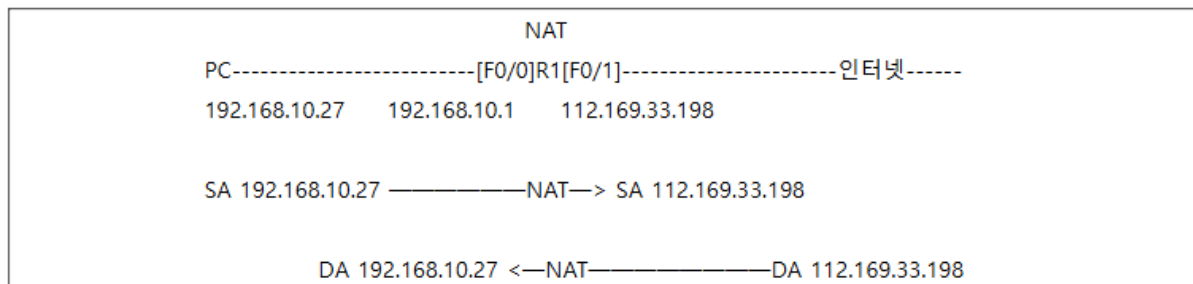 NAT
PC--------------------------[F0/0]R1[F0/1]-----------------------인터넷------
192.168.10.27 192.168.10.1 112.169.33.198
SA 192.168.10.27 ——————NAT—> SA 112.169.33.198
DA 192.168.10.27 <—NAT————————DA 112.169.33.198